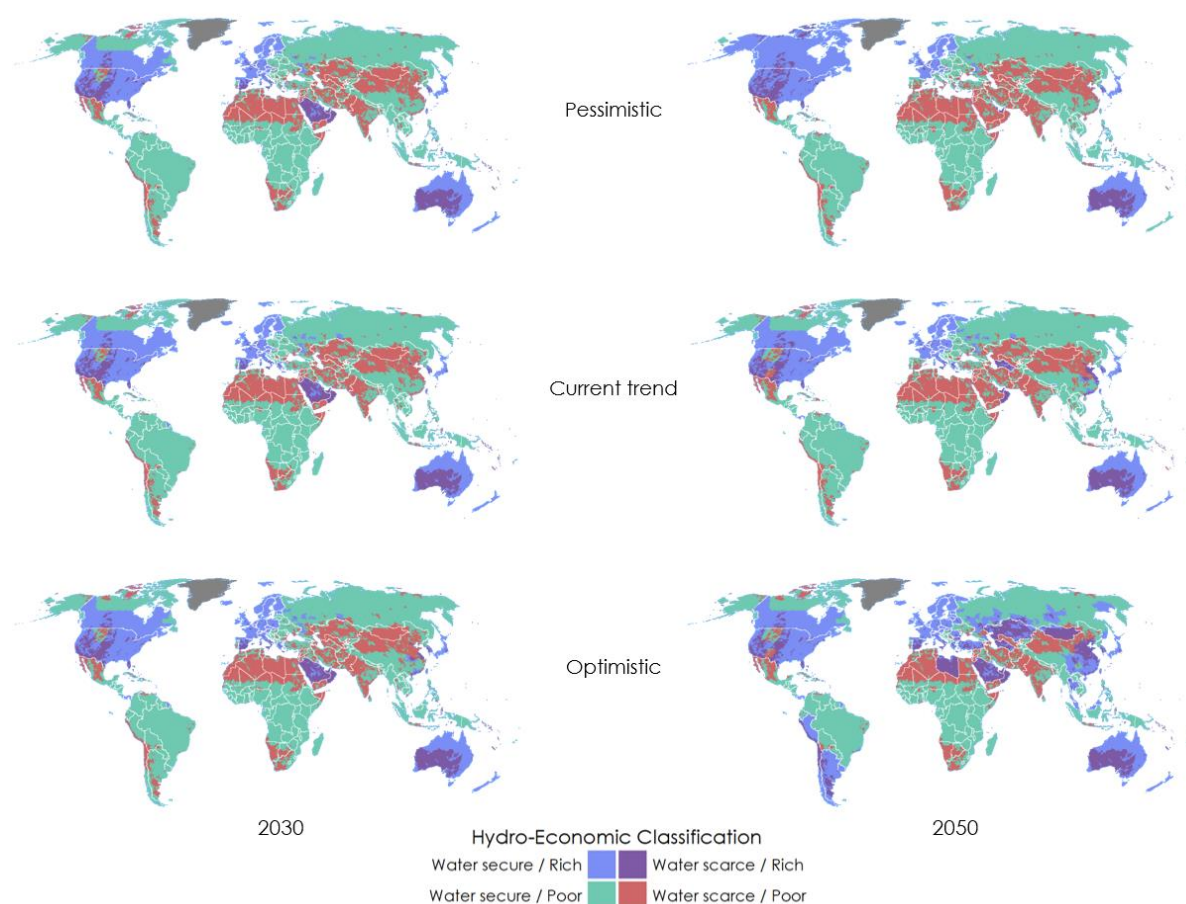 Pessimistic
Current trend
Optimistic
2030
2050
Hydro-Economic Classification
Water secure / Rich
Water scarce / Rich
Water secure / Poor
Water scarce / Poor